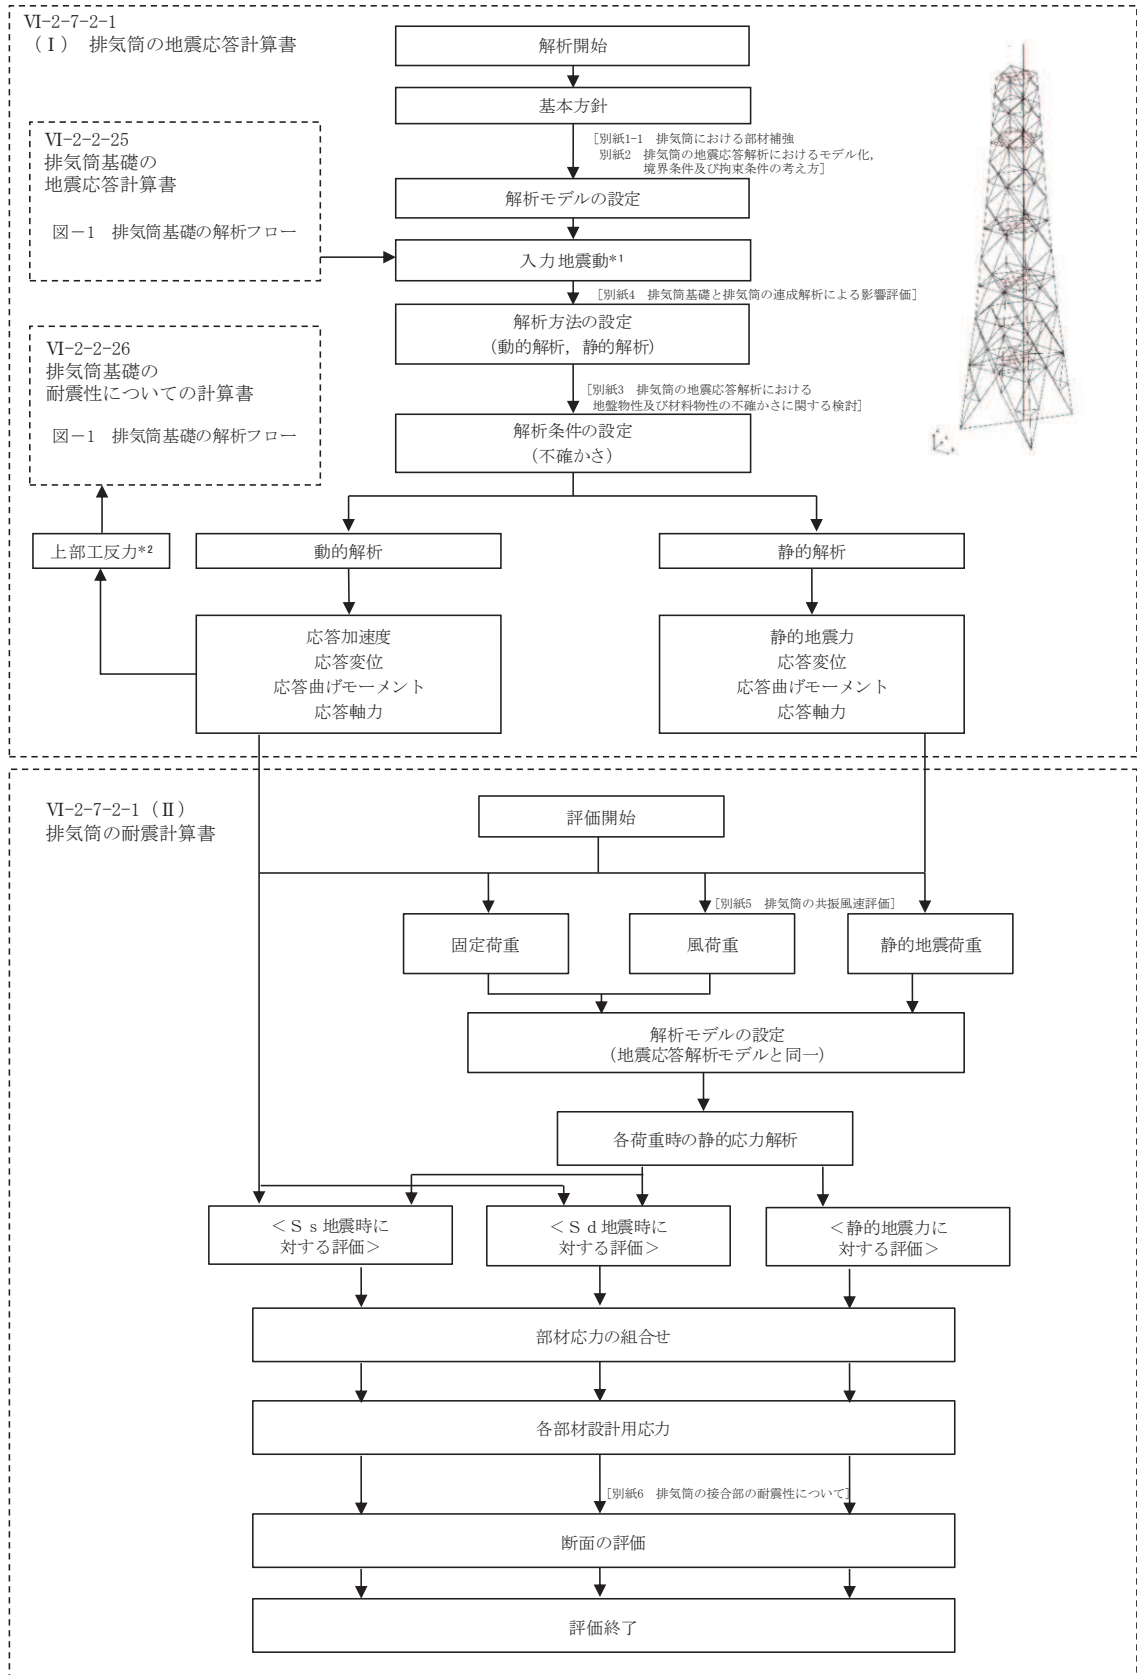 Ⅵ-2-7-2-1
（Ⅰ） 排気筒の地震応答計算書
解析開始
基本方針
Ⅵ-2-2-25
排気筒基礎の
地震応答計算書
図－1 排気筒基礎の解析フロー
[別紙1-1 排気筒における部材補強
別紙2 排気筒の地震応答解析におけるモデル化，
境界条件及び拘束条件の考え方]
解析モデルの設定
入力地震動*1
[別紙4 排気筒基礎と排気筒の連成解析による影響評価]
解析方法の設定
(動的解析，静的解析)
Ⅵ-2-2-26
排気筒基礎の
耐震性についての計算書
図－1 排気筒基礎の解析フロー
[別紙3 排気筒の地震応答解析における
地盤物性及び材料物性の不確かさに関する検討]
解析条件の設定
(不確かさ)
上部工反力*2
動的解析
静的解析
応答加速度
応答変位
応答曲げモーメント
応答軸力
静的地震力
応答変位
応答曲げモーメント
応答軸力
Ⅵ-2-7-2-1（Ⅱ）
排気筒の耐震計算書
評価開始
[別紙5 排気筒の共振風速評価]
固定荷重
風荷重
静的地震荷重
解析モデルの設定
(地震応答解析モデルと同一)
各荷重時の静的応力解析
＜Ｓｓ地震時に
対する評価＞
＜Ｓｄ地震時に
対する評価＞
＜静的地震力に
対する評価＞
部材応力の組合せ
各部材設計用応力
[別紙6 排気筒の接合部の耐震性について]
断面の評価
評価終了